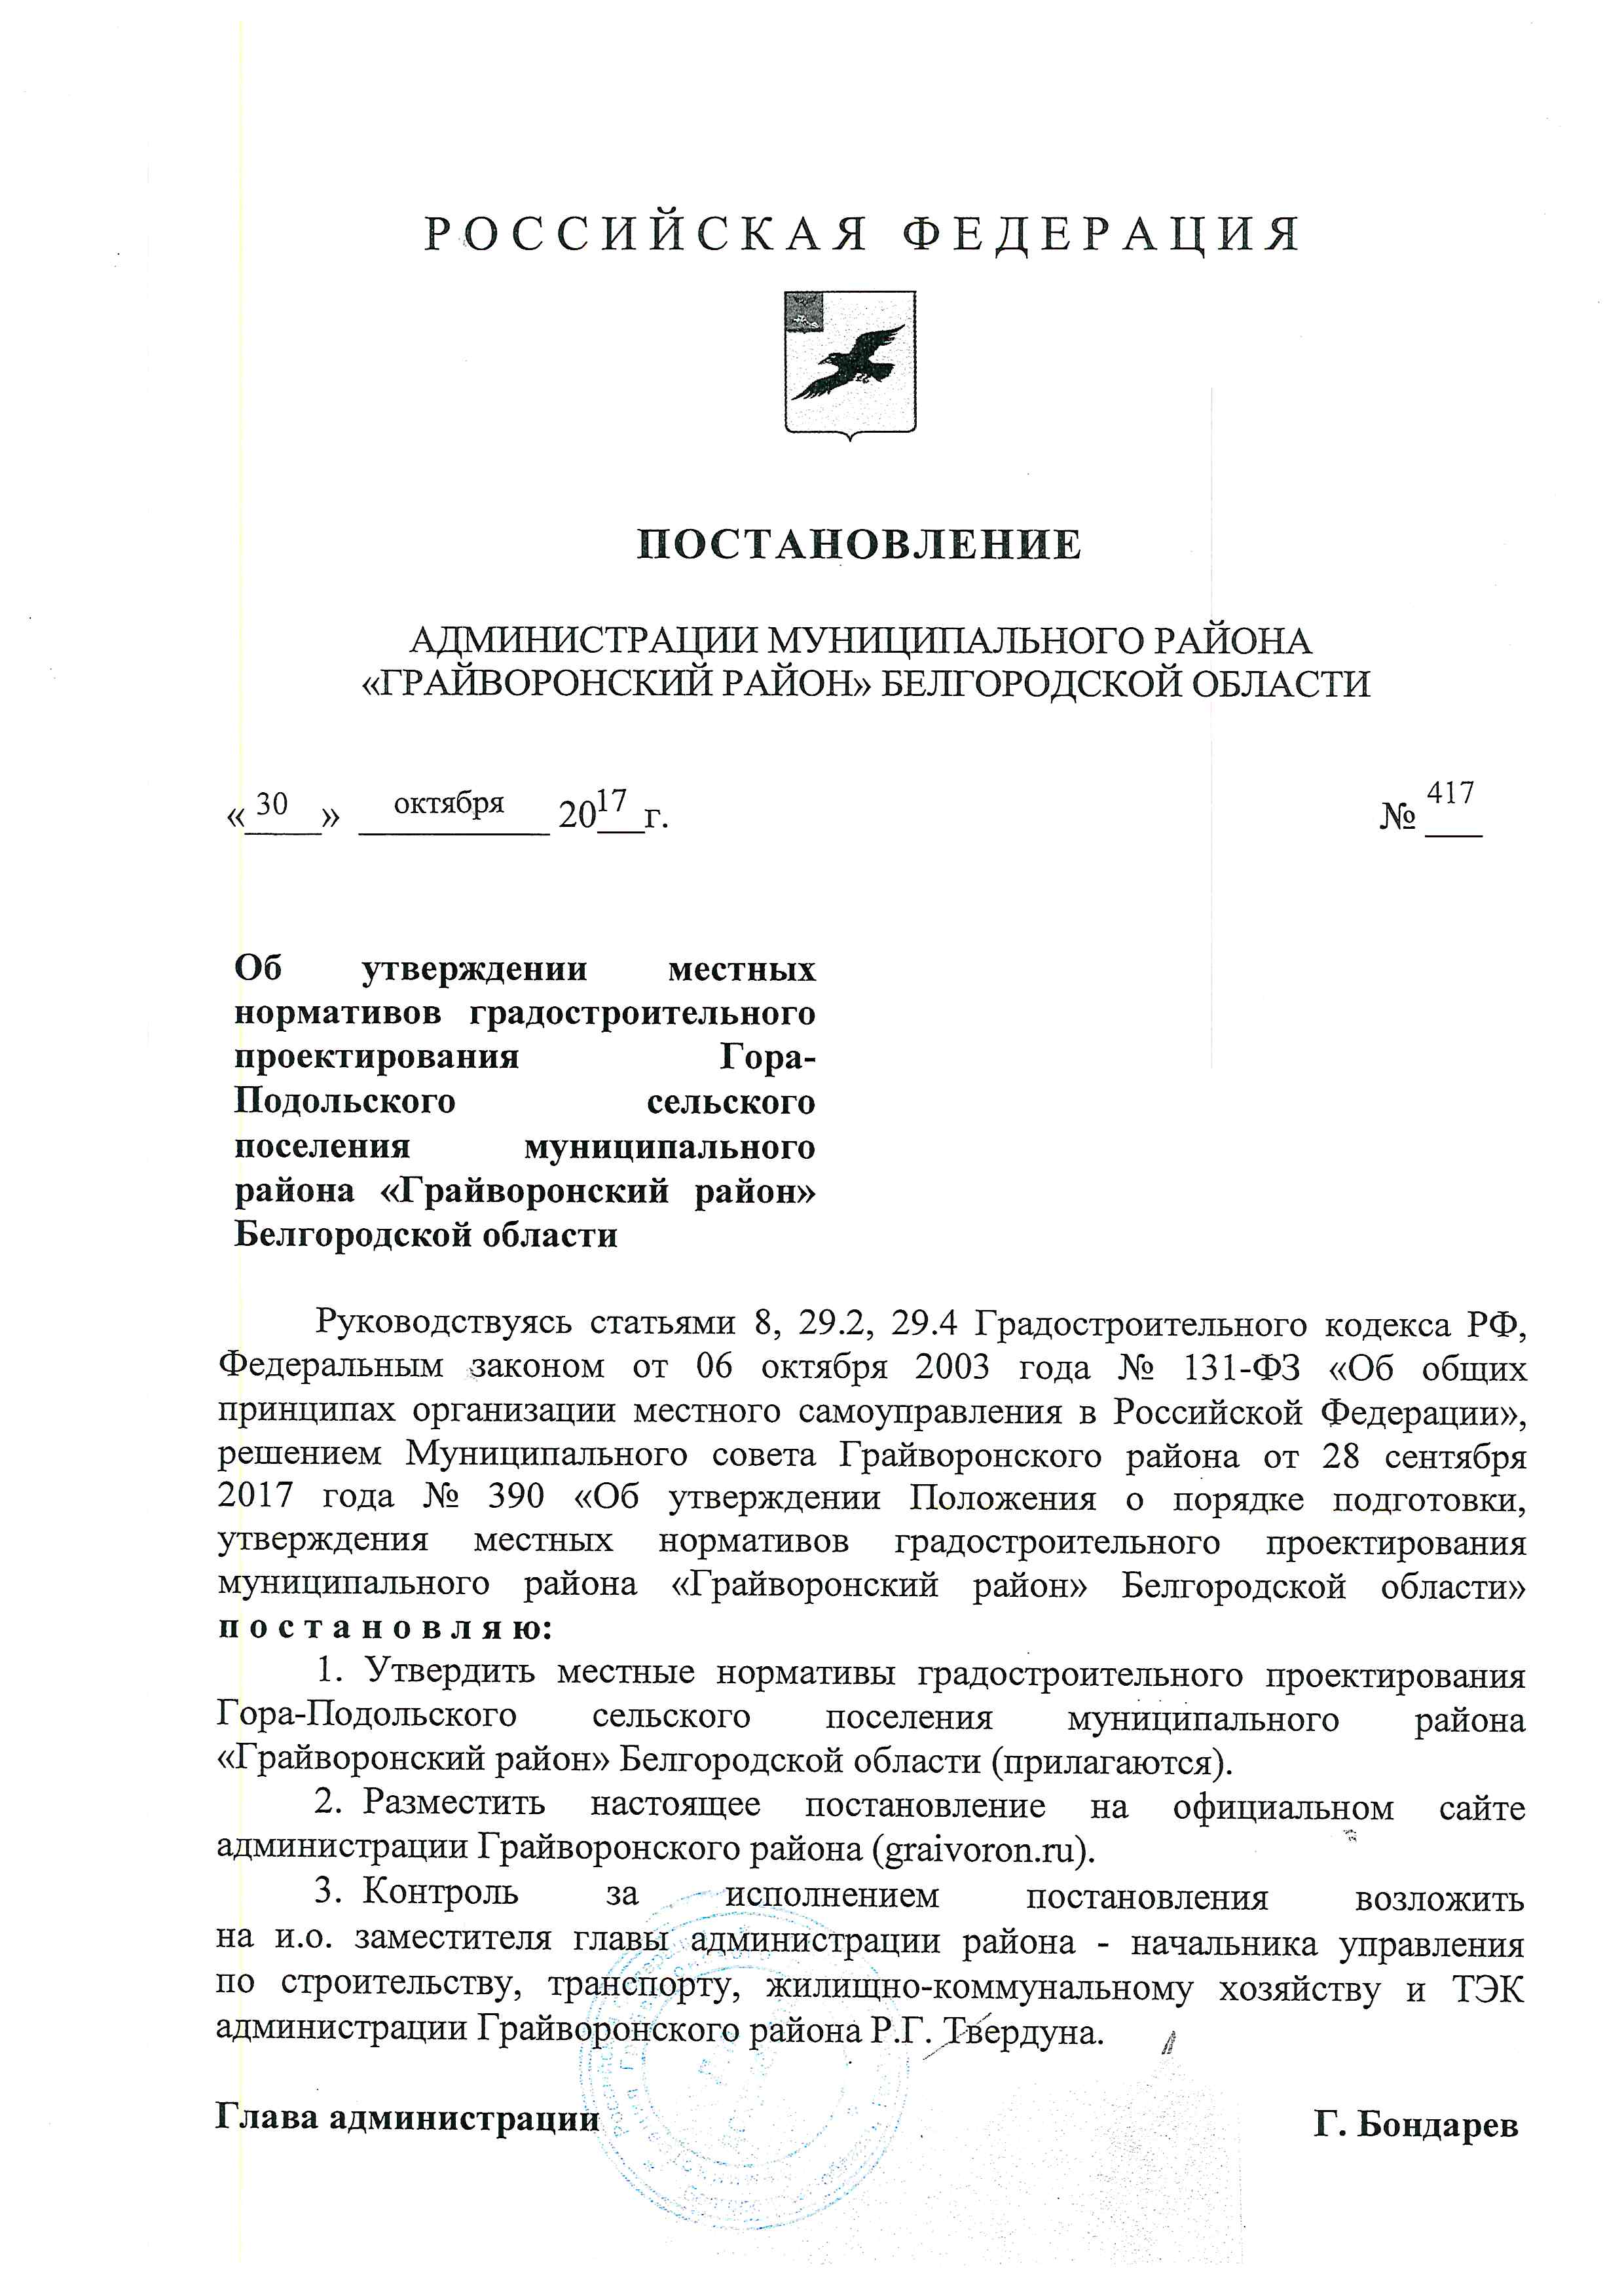 РОССИЙСКАЯ ФЕДЕРАЦИЯ
ПОСТАНОВЛЕНИЕ
АДМИНИСТРАЦИИ МУНИЦИПАЛЬНОГО РАЙОНА
«ГРАЙВОРОНСКИЙ РАЙОН» БЕЛГОРОДСКОЙ ОБЛАСТИ
«30» октября 2017 г. № 417
Об утверждении местных
нормативов градостроительного
проектирования Гора-
Подольского сельского
поселения муниципального
района «Грайворонский район»
Белгородской области
Руководствуясь статьями 8, 29.2, 29.4 Градостроительного кодекса РФ,
Федеральным законом от 06 октября 2003 года № 131-ФЗ «Об общих
принципах организации местного самоуправления в Российской Федерации»,
решением Муниципального совета Грайворонского района от 28 сентября
2017 года № 390 «Об утверждении Положения о порядке подготовки,
утверждения местных нормативов градостроительного проектирования
муниципального района «Грайворонский район» Белгородской области»
п о с т а н о в л я ю:
1. Утвердить местные нормативы градостроительного проектирования
Гора-Подольского сельского поселения муниципального района
«Грайворонский район» Белгородской области (прилагаются).
2. Разместить настоящее постановление на официальном сайте
администрации Грайворонского района (graivoron.ru).
3. Контроль за исполнением постановления возложить
на и.о. заместителя главы администрации района - начальника управления
по строительству, транспорту, жилищно-коммунальному хозяйству и ТЭК
администрации Грайворонского района Р.Г. Твердуна.
Глава администрации Г. Бондарев